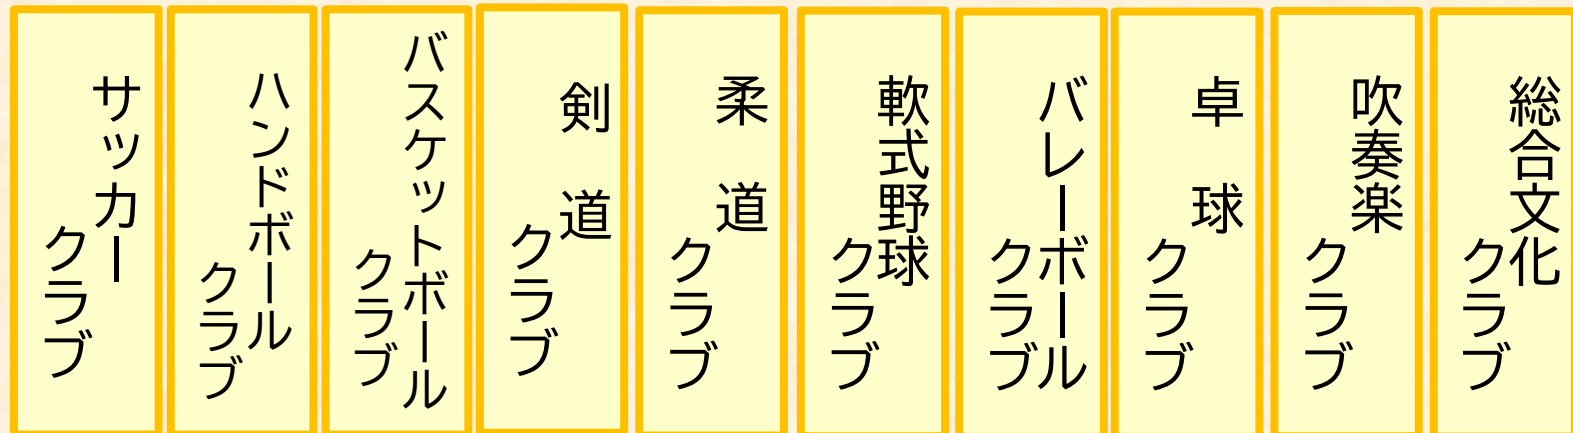 総合文化
クラブ
吹奏楽
クラブ
卓　球
クラブ
バレーボール
クラブ
軟式野球
クラブ
柔　道
クラブ
剣　道
クラブ
バスケットボール
クラブ
ハンドボール
クラブ
サッカー
クラブ